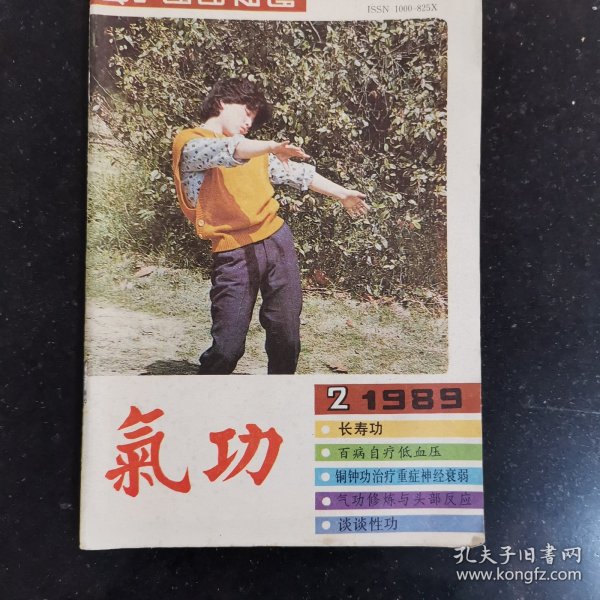 ISSN 1000-825X
氣功
2 1989
长寿功
百病自疗低血压
铜钟功治疗重症神经衰弱
气功修炼与头部反应
谈谈性功
孔夫子旧书网
www.kongfz.com